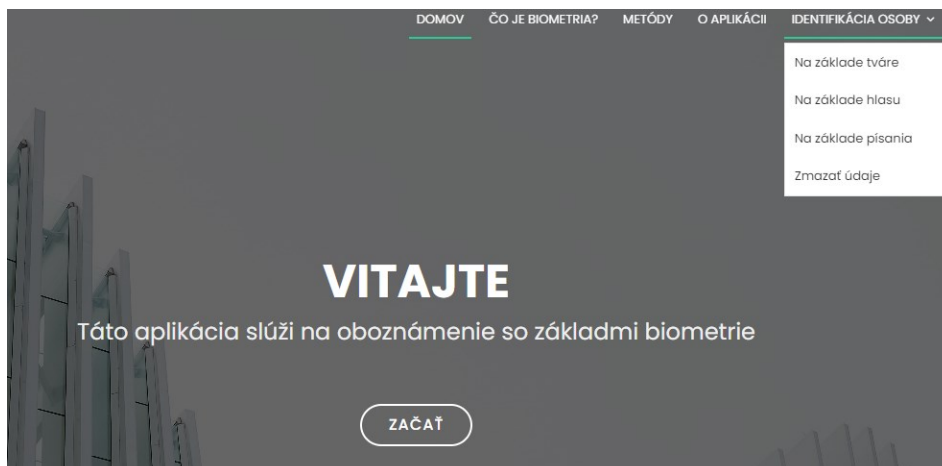 DOMOV ČO JE BIOMETRIA? METÓDY O APLIKÁCII IDENTIFIKÁCIA OSOBY
Na základe tváre
Na základe hlasu
Na základe písania
Zmazať údaje
VITAJTE
Táto aplikácia slúži na oboznámenie so základmi biometrie
ZAČAŤ